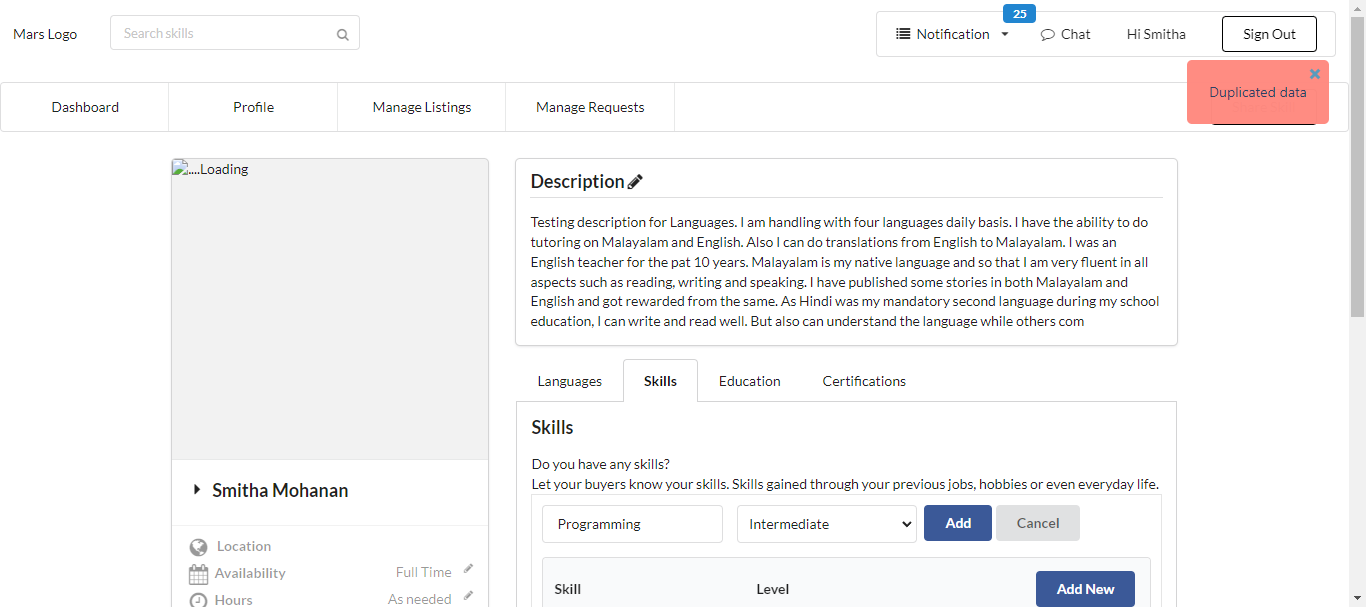 25
Mars Logo
Search skills
Notification
Chat
Hi Smitha
Sign Out
Duplicated data
Dashboard
Profile
Manage Listings
Manage Requests
....Loading
Description
Testing description for Languages. I am handling with four languages daily basis. I have the ability to do
tutoring on Malayalam and English. Also I can do translations from English to Malayalam. I was an
English teacher for the pat 10 years. Malayalam is my native language and so that I am very fluent in all
aspects such as reading, writing and speaking. I have published some stories in both Malayalam and
English and got rewarded from the same. As Hindi was my mandatory second language during my school
education, I can write and read well. But also can understand the language while others com
Languages
Skills
Education
Certifications
Skills
Do you have any skills?
Let your buyers know your skills. Skills gained through your previous jobs, hobbies or even everyday life.
Programming
Intermediate
Add
Cancel
Skill
Level
Add New
Smitha Mohanan
Location
Availability
Full Time
Hours
As needed